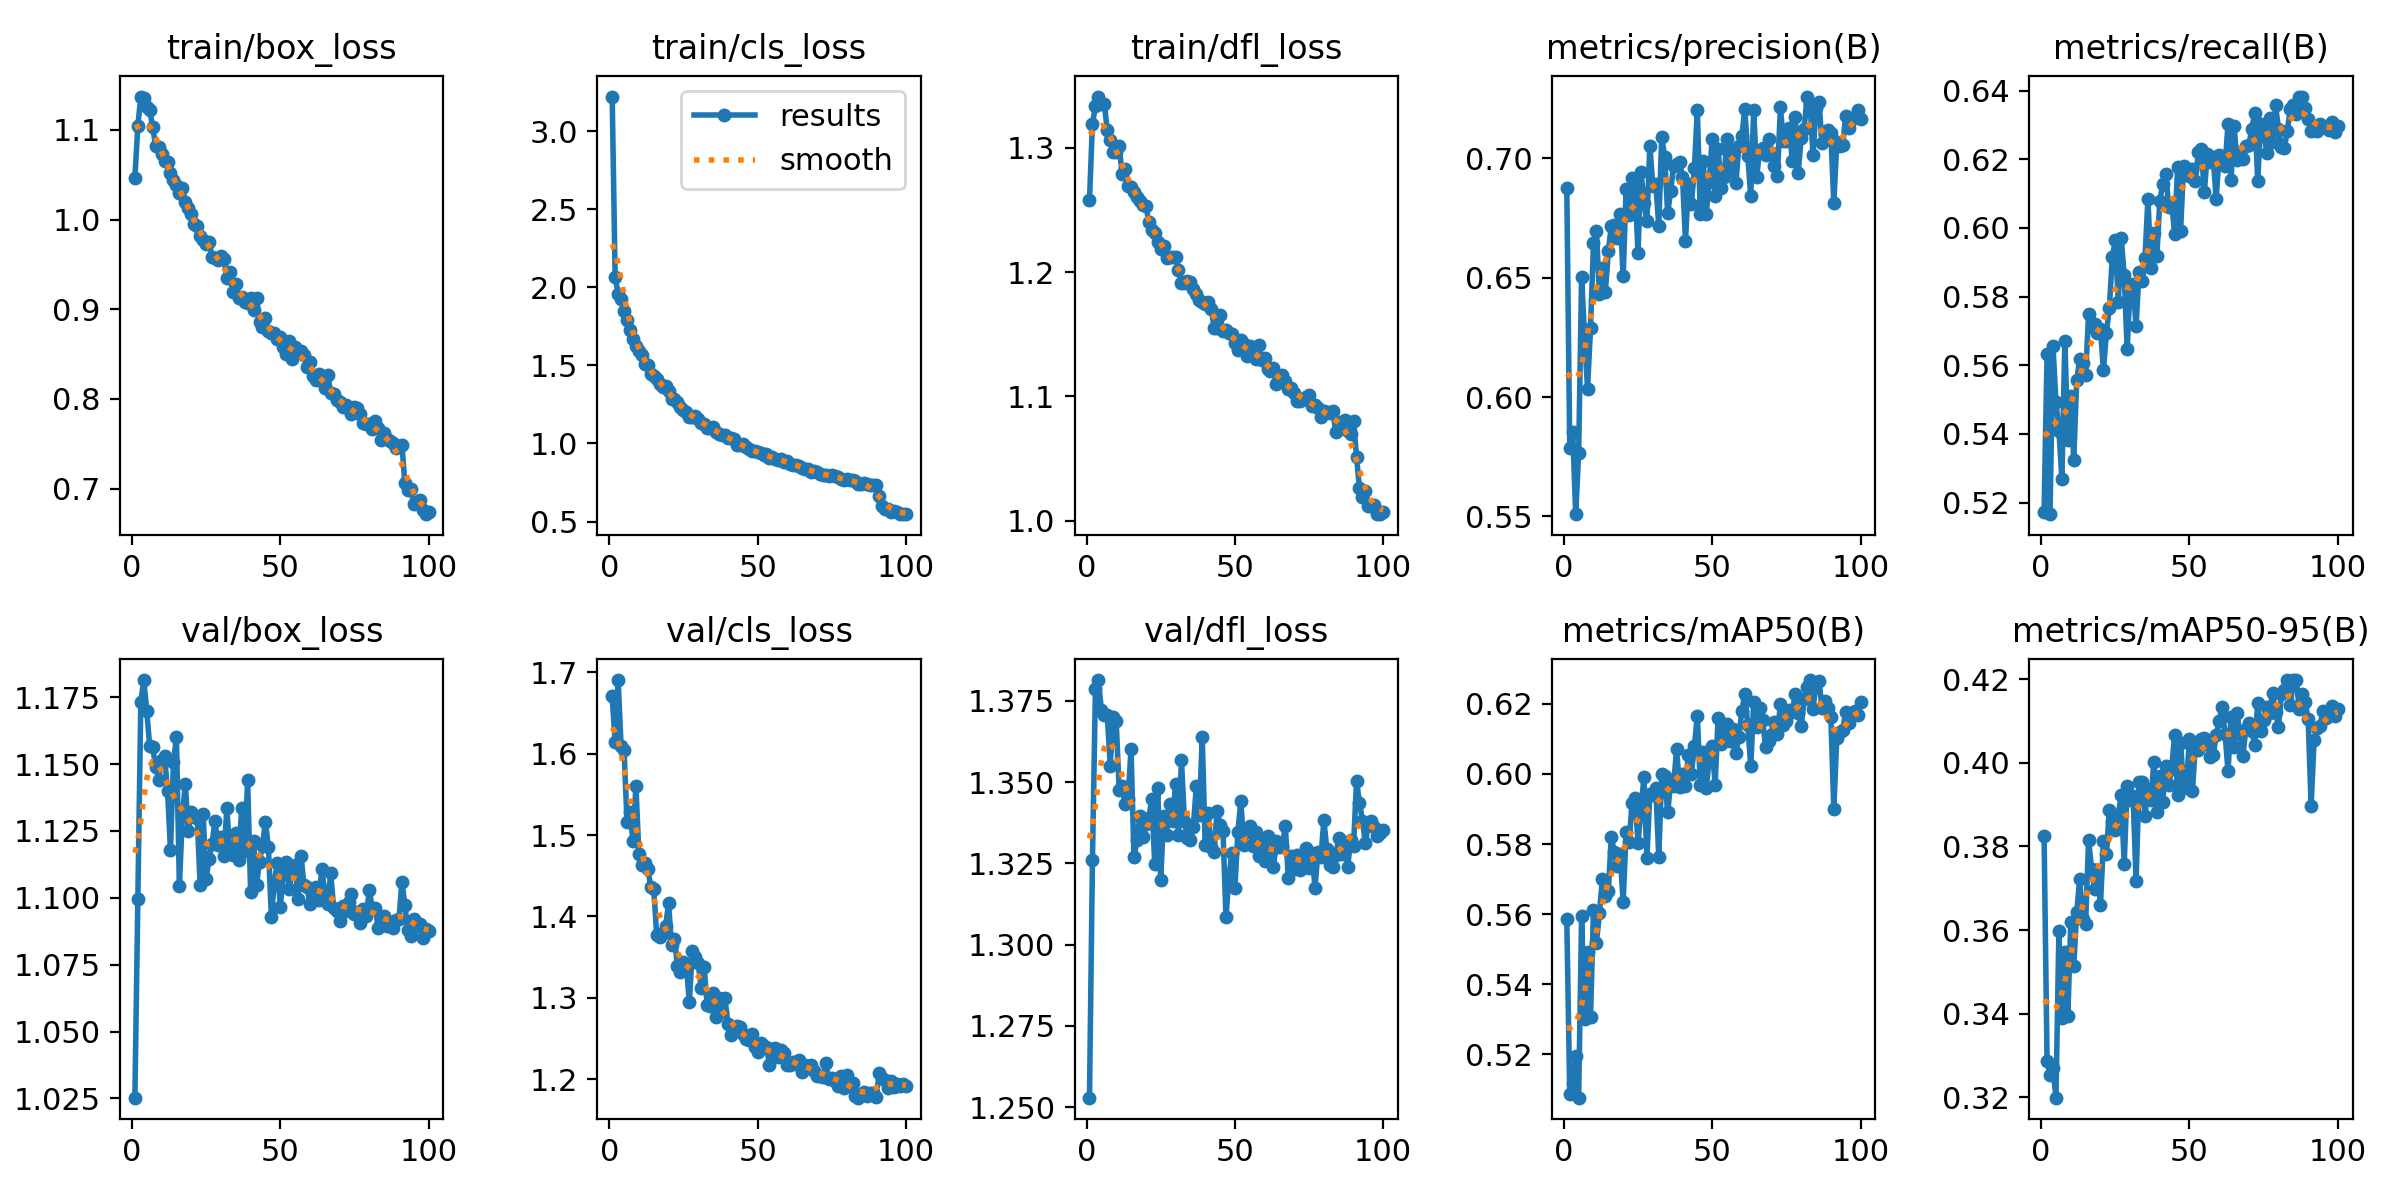 train/box_loss
1.1
1.0
0.9
0.8
0.7
0 50 100
train/cls_loss
results
smooth
3.0
2.5
2.0
1.5
1.0
0.5
0 50 100
train/dfl_loss
1.3
1.2
1.1
1.0
0 50 100
metrics/precision(B)
0.70
0.65
0.60
0.55
0 50 100
metrics/recall(B)
0.64
0.62
0.60
0.58
0.56
0.54
0.52
0 50 100
val/box_loss
1.175
1.150
1.125
1.100
1.075
1.050
1.025
0 50 100
val/cls_loss
1.7
1.6
1.5
1.4
1.3
1.2
0 50 100
val/dfl_loss
1.375
1.350
1.325
1.300
1.275
1.250
0 50 100
metrics/mAP50(B)
0.62
0.60
0.58
0.56
0.54
0.52
0 50 100
metrics/mAP50-95(B)
0.42
0.40
0.38
0.36
0.34
0.32
0 50 100